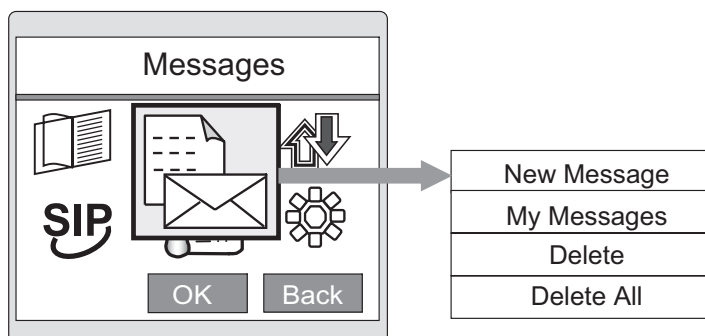 Messages
SIP
OK Back
New Message
My Messages
Delete
Delete All